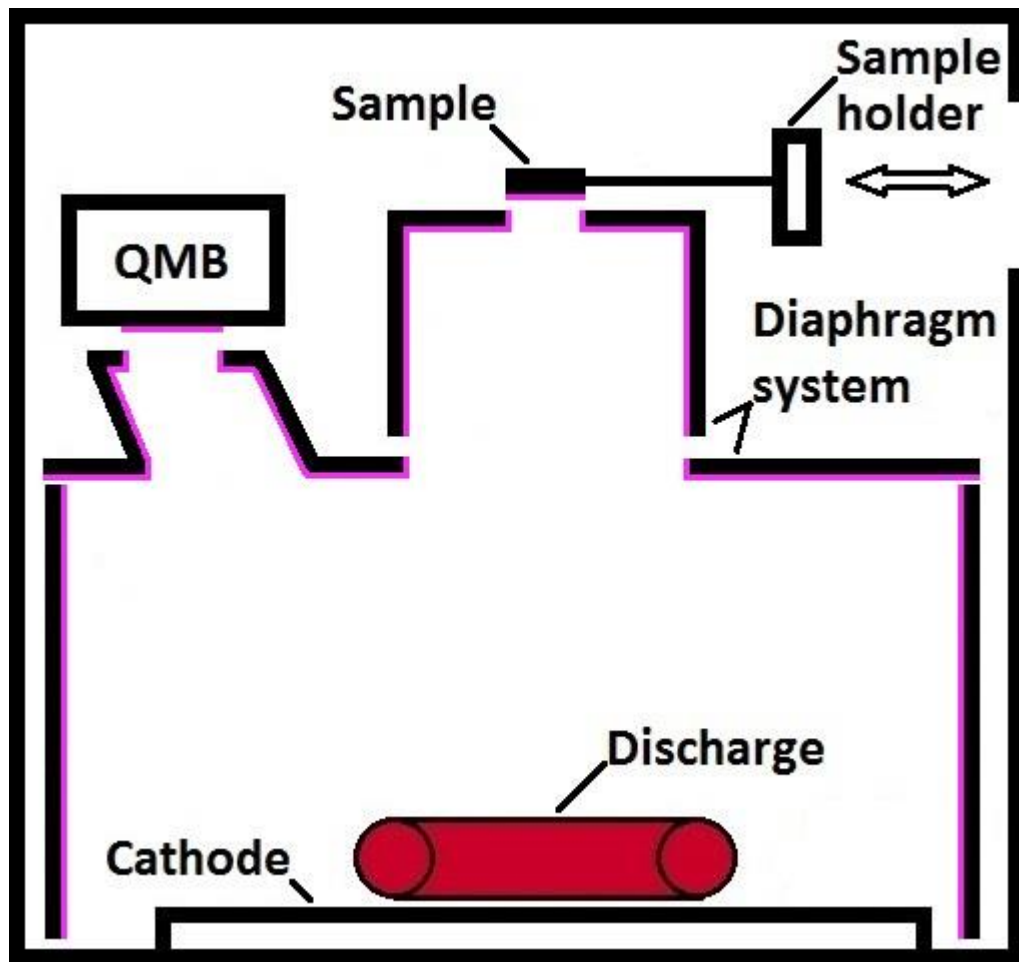 Sample
holder
Sample
QMB
Diaphragm
system
Discharge
Cathode